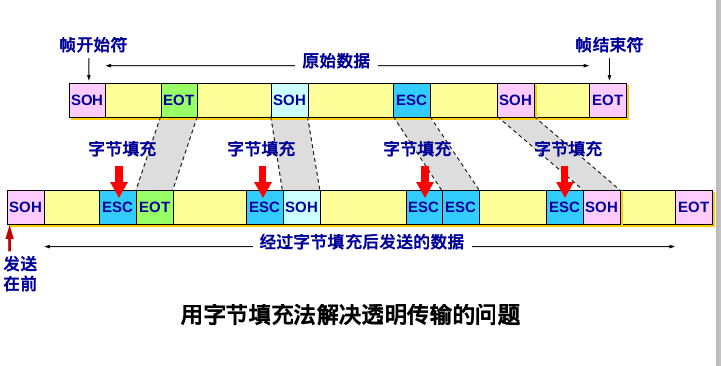 帧开始符 原始数据 帧结束符
SOH EOT SOH ESC SOH EOT
字节填充 字节填充 字节填充 字节填充
SOH ESC EOT ESC SOH ESC ESC ESC SOH EOT
经过字节填充后发送的数据
发送
在前
用字节填充法解决透明传输的问题